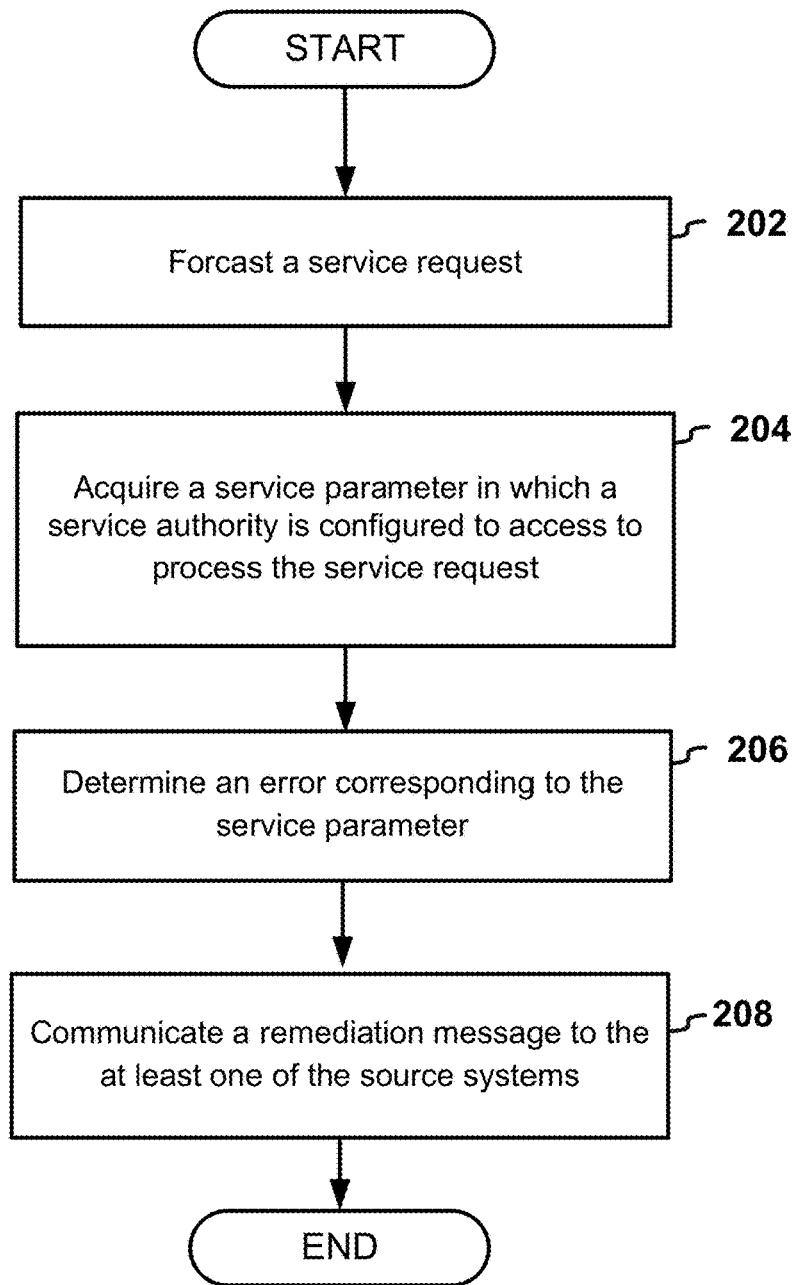 START
Forcast a service request
202
Acquire a service parameter in which a
service authority is configured to access to
process the service request
204
Determine an error corresponding to the
service parameter
206
Communicate a remediation message to the
at least one of the source systems
208
END